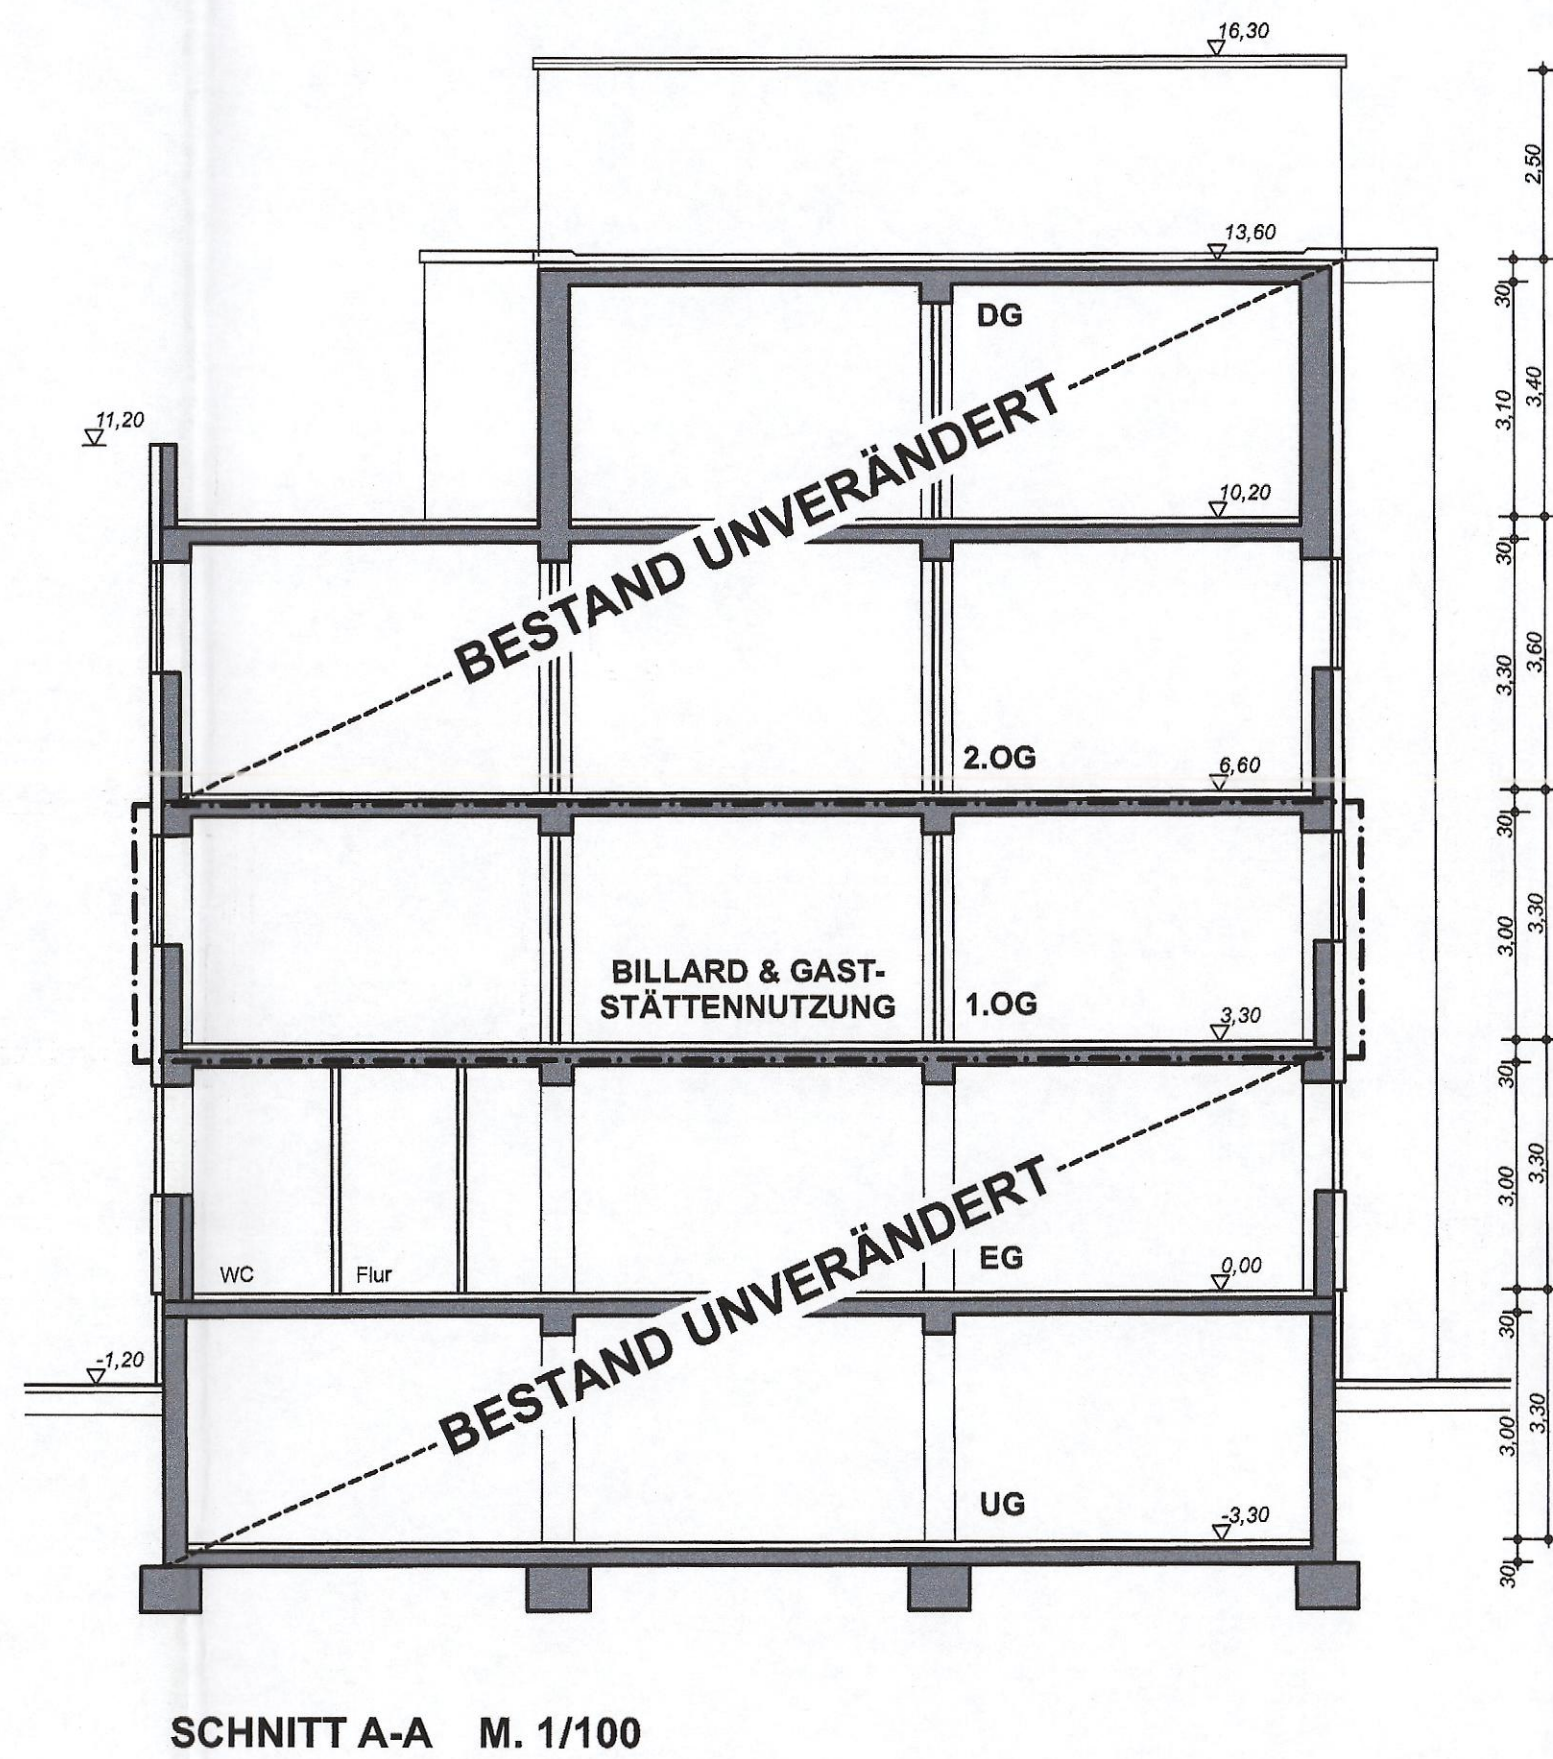 16,30
2,50
13,60
30
DG
3,10
3,40
11,20
BESTAND UNVERÄNDERT
10,20
30
3,30
3,60
2.OG
6,60
30
BILLARD & GAST-
STÄTTENNUTZUNG
1.OG
3,30
3,00
3,30
30
WC
Flur
BESTAND UNVERÄNDERT
EG
0,00
3,00
3,30
30
-1,20
3,00
3,30
UG
-3,30
30
SCHNITT A-A M. 1/100